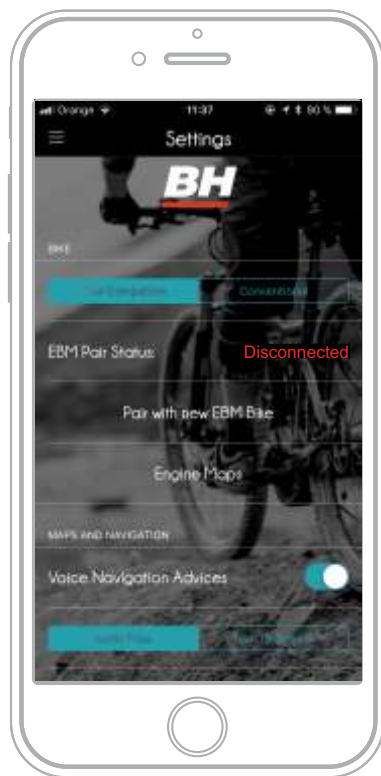 Orange 11:37 80 %
Settings
BH
BIKE
Conventional
EBM Pair Status: Disconnected
Pair with new EBM Bike
Engine Maps
MAPS AND NAVIGATION
Voice Navigation Advices